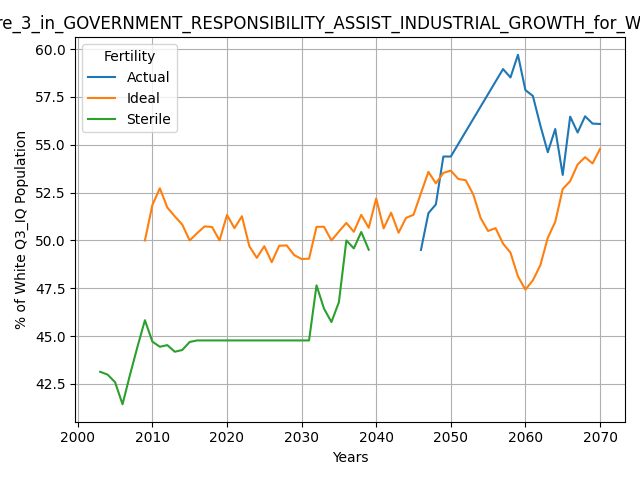 re_3_in_GOVERNMENT_RESPONSIBILITY_ASSIST_INDUSTRIAL_GROWTH_for_W
Fertility
Actual
Ideal
Sterile
% of White Q3_IQ Population
60.0
57.5
55.0
52.5
50.0
47.5
45.0
42.5
2000 2010 2020 2030 2040 2050 2060 2070
Years